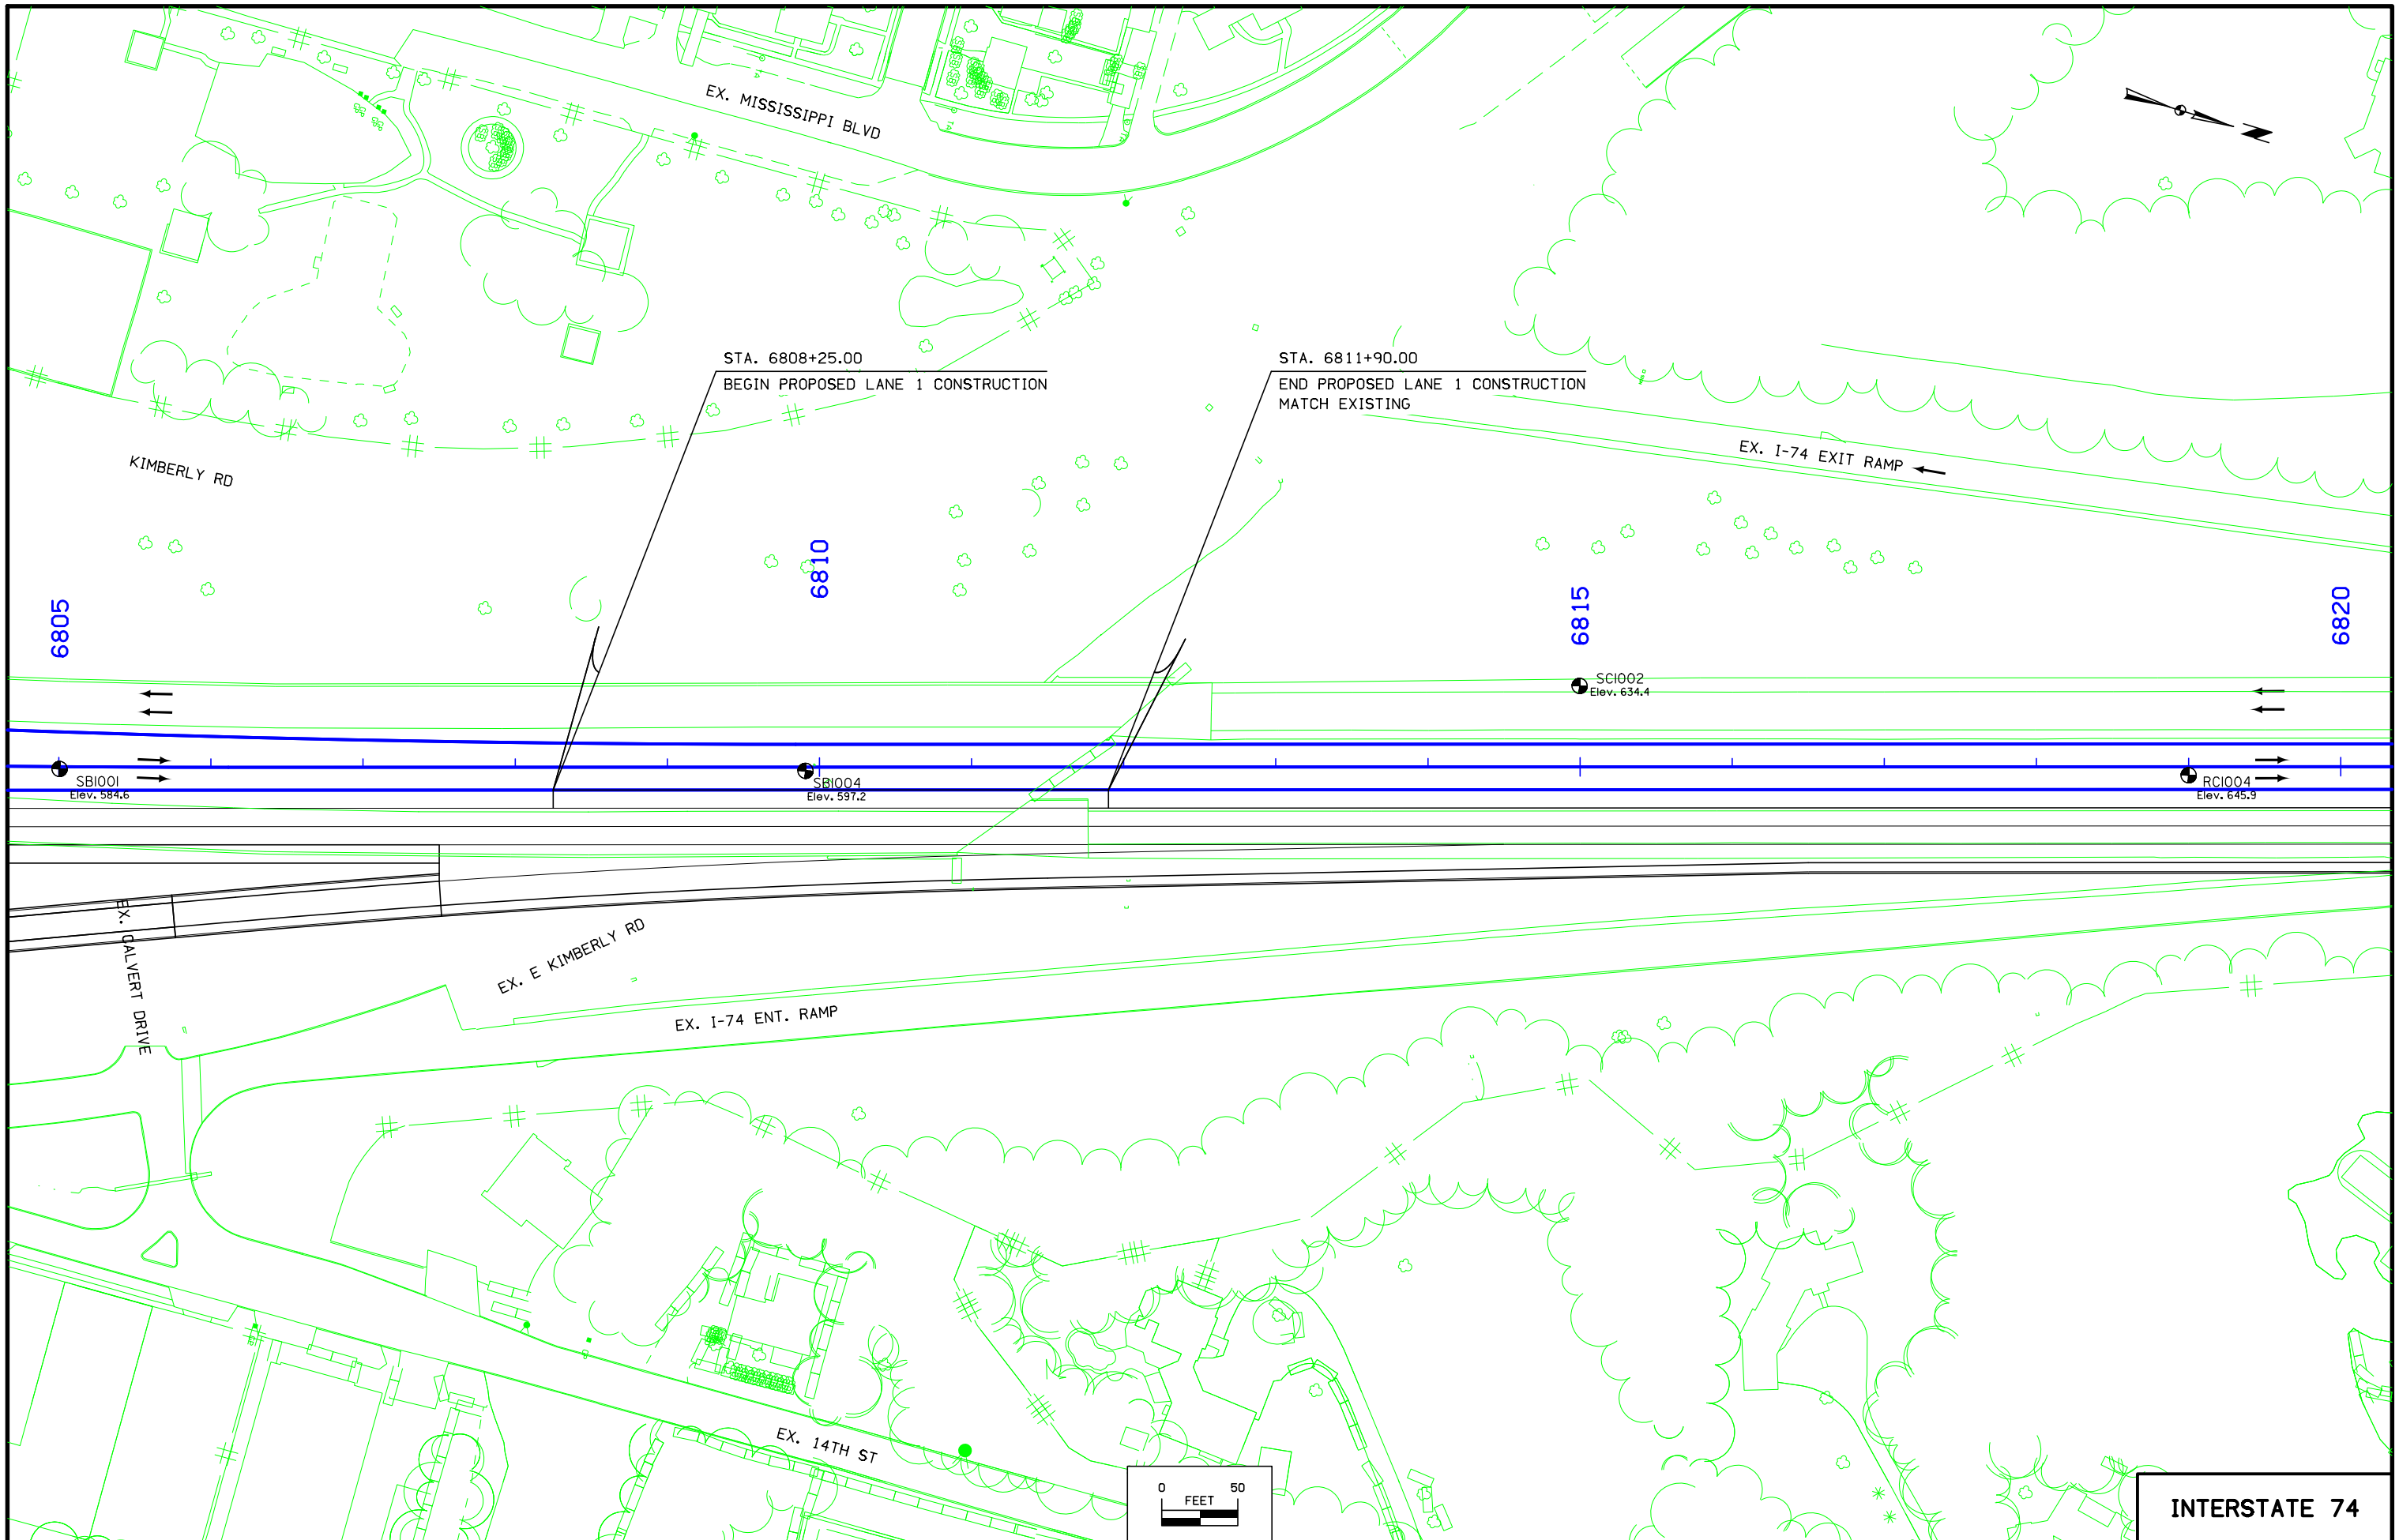 EX. MISSISSIPPI BLVD
N
STA. 6808+25.00
BEGIN PROPOSED LANE 1 CONSTRUCTION
STA. 6811+90.00
END PROPOSED LANE 1 CONSTRUCTION
MATCH EXISTING
EX. I-74 EXIT RAMP
KIMBERLY RD
6805
6810
6815
6820
SCI002
Elev. 634.4
SBI001
Elev. 584.6
SBI004
Elev. 597.2
RCI004
Elev. 645.9
EX. CALVERT DRIVE
EX. E KIMBERLY RD
EX. I-74 ENT. RAMP
EX. 14TH ST
0 50
FEET
INTERSTATE 74